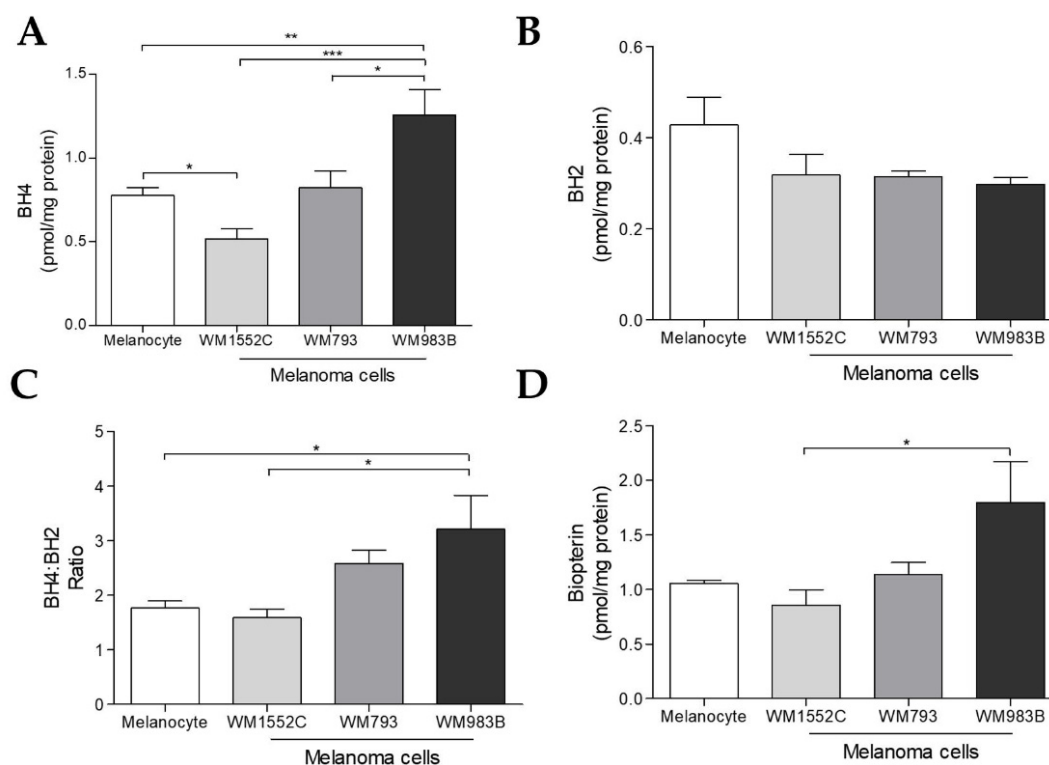 A
**
***
*
*
BH4
(pmol/mg protein)
1.5
1.0
0.5
0.0
Melanocyte WM1552C WM793 WM983B
Melanoma cells
B
BH2
(pmol/mg protein)
0.6
0.4
0.2
0.0
Melanocyte WM1552C WM793 WM983B
Melanoma cells
C
*
*
BH4:BH2
Ratio
5
4
3
2
1
0
Melanocyte WM1552C WM793 WM983B
Melanoma cells
D
*
Biopterin
(pmol/mg protein)
2.5
2.0
1.5
1.0
0.5
0.0
Melanocyte WM1552C WM793 WM983B
Melanoma cells